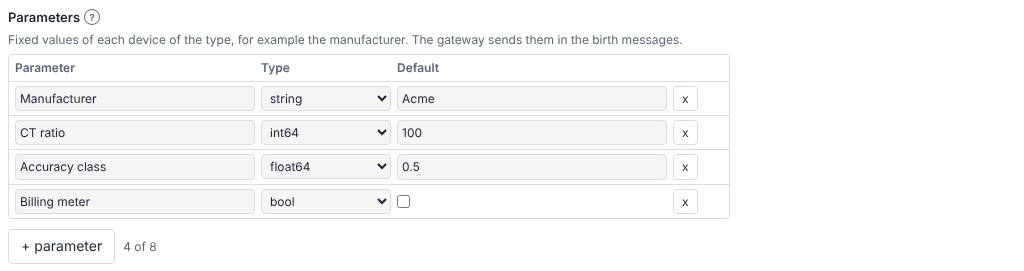 Parameters ?
Fixed values of each device of the type, for example the manufacturer. The gateway sends them in the birth messages.
Parameter Type Default
Manufacturer string Acme x
CT ratio int64 100 x
Accuracy class float64 0.5 x
Billing meter bool x
+ parameter 4 of 8